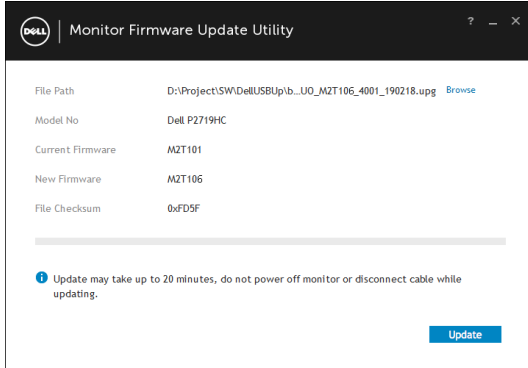 DELL Monitor Firmware Update Utility ? _ ×
File Path D:\Project\SW\DellUSBUp\b...UO_M2T106_4001_190218.upg Browse
Model No Dell P2719HC
Current Firmware M2T101
New Firmware M2T106
File Checksum 0xFD5F
Update may take up to 20 minutes, do not power off monitor or disconnect cable while
updating.
Update